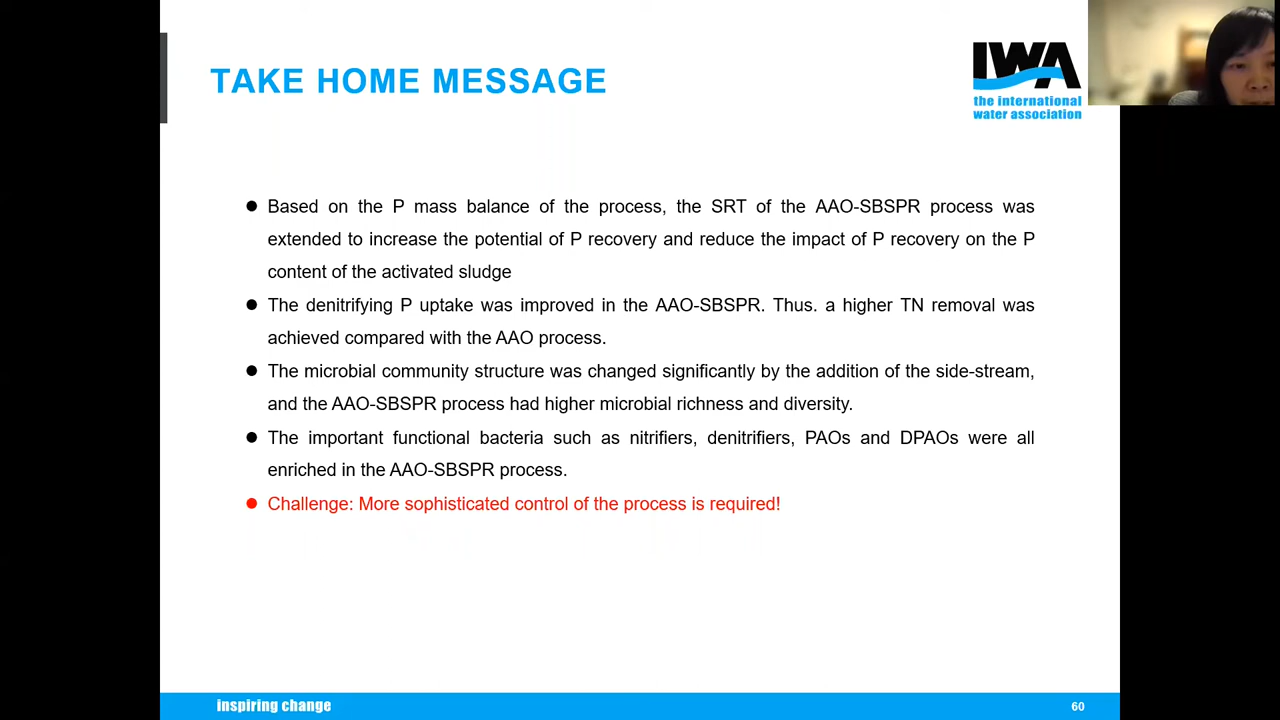 TAKE HOME MESSAGE
IWA
the international
water association
● Based on the P mass balance of the process, the SRT of the AAO-SBSPR process was
extended to increase the potential of P recovery and reduce the impact of P recovery on the P
content of the activated sludge
● The denitrifying P uptake was improved in the AAO-SBSPR. Thus. a higher TN removal was
achieved compared with the AAO process.
● The microbial community structure was changed significantly by the addition of the side-stream,
and the AAO-SBSPR process had higher microbial richness and diversity.
● The important functional bacteria such as nitrifiers, denitrifiers, PAOs and DPAOs were all
enriched in the AAO-SBSPR process.
● Challenge: More sophisticated control of the process is required!
inspiring change
60